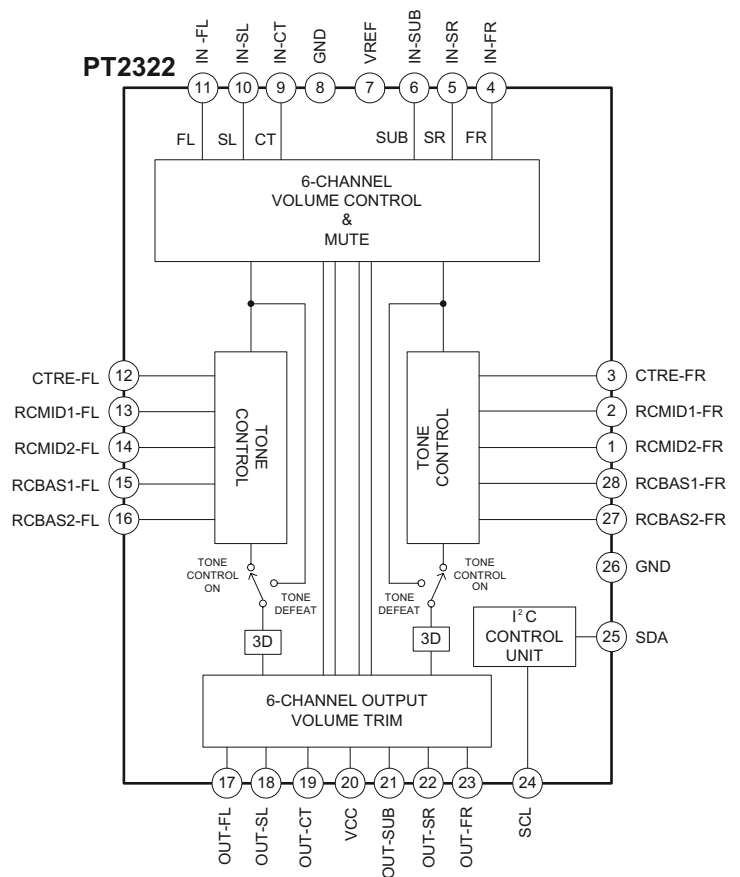 PT2322
IN -FL
IN-SL
IN-CT
GND
VREF
IN-SUB
IN-SR
IN-FR
11
10
9
8
7
6
5
4
FL
SL
CT
SUB
SR
FR
6-CHANNEL
VOLUME CONTROL
&
MUTE
CTRE-FL
12
RCMID1-FL
13
RCMID2-FL
14
RCBAS1-FL
15
RCBAS2-FL
16
TONE
CONTROL
TONE
CONTROL
3
CTRE-FR
2
RCMID1-FR
1
RCMID2-FR
28
RCBAS1-FR
27
RCBAS2-FR
26
GND
TONE
CONTROL
ON
TONE
DEFEAT
TONE
DEFEAT
TONE
CONTROL
ON
3D
3D
I²C
CONTROL
UNIT
25
SDA
6-CHANNEL OUTPUT
VOLUME TRIM
17
18
19
20
21
22
23
24
OUT-FL
OUT-SL
OUT-CT
VCC
OUT-SUB
OUT-SR
OUT-FR
SCL